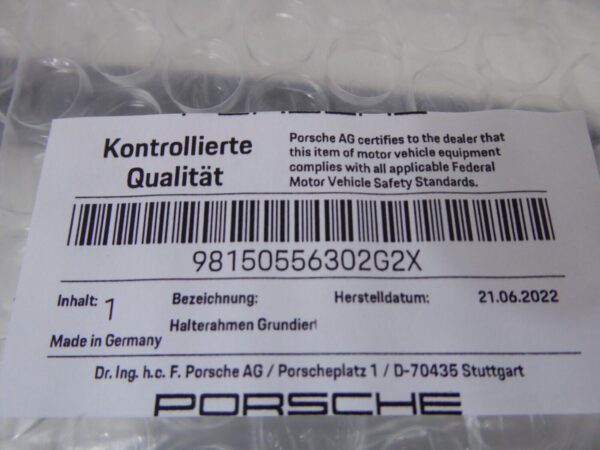 Kontrollierte
Qualität
Porsche AG certifies to the dealer that
this item of motor vehicle equipment
complies with all applicable Federal
Motor Vehicle Safety Standards.
98150556302G2X
Inhalt: 1
Bezeichnung:
Herstelldatum: 21.06.2022
Halterahmen Grundiert
Made in Germany
Dr. Ing. h.c. F. Porsche AG / Porscheplatz 1 / D-70435 Stuttgart
PORSCHE